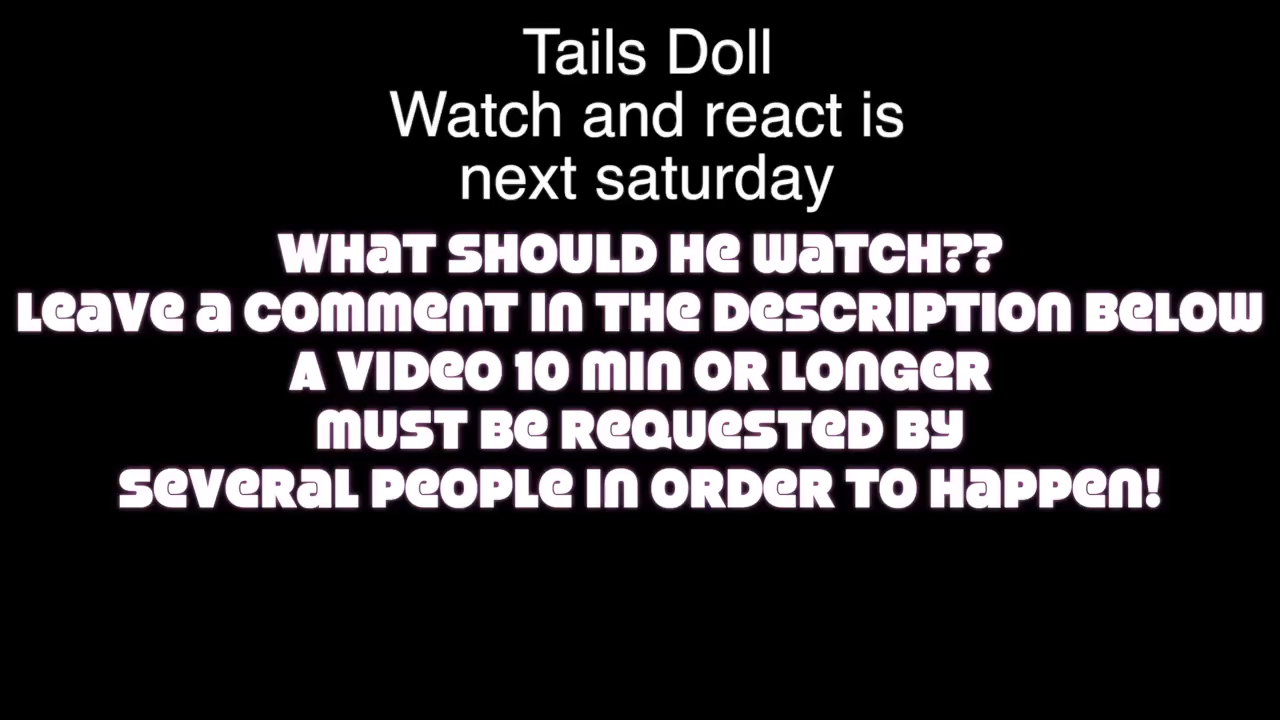 Tails Doll
Watch and react is
next saturday
WHaT SHOULD He WaTCH??
Leave a comment in the description below
a video 10 min or longer
must be requested by
several people in order to happen!